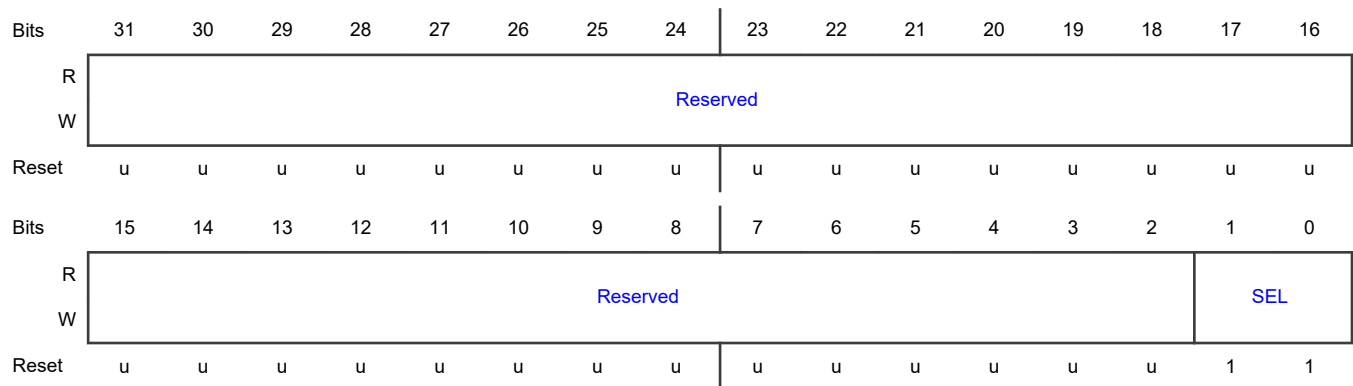 Bits 31 30 29 28 27 26 25 24 23 22 21 20 19 18 17 16
R
Reserved
W
Reset u u u u u u u u u u u u u u u u
Bits 15 14 13 12 11 10 9 8 7 6 5 4 3 2 1 0
R
Reserved SEL
W
Reset u u u u u u u u u u u u u u 1 1